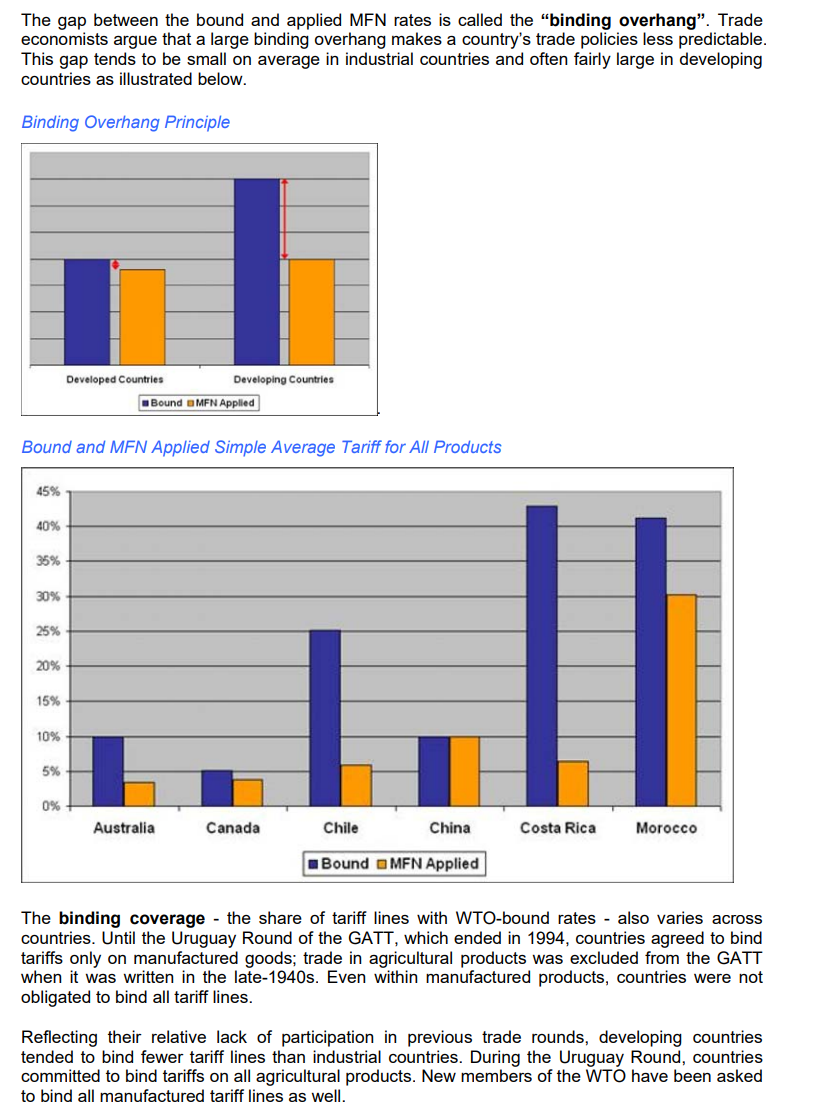 The gap between the bound and applied MFN rates is called the “binding overhang”. Trade
economists argue that a large binding overhang makes a country’s trade policies less predictable.
This gap tends to be small on average in industrial countries and often fairly large in developing
countries as illustrated below.
Binding Overhang Principle
Developed Countries Developing Countries
Bound MFN Applied
Bound and MFN Applied Simple Average Tariff for All Products
45%
40%
35%
30%
25%
20%
15%
10%
5%
0%
Australia Canada Chile China Costa Rica Morocco
Bound MFN Applied
The binding coverage - the share of tariff lines with WTO-bound rates - also varies across
countries. Until the Uruguay Round of the GATT, which ended in 1994, countries agreed to bind
tariffs only on manufactured goods; trade in agricultural products was excluded from the GATT
when it was written in the late-1940s. Even within manufactured products, countries were not
obligated to bind all tariff lines.
Reflecting their relative lack of participation in previous trade rounds, developing countries
tended to bind fewer tariff lines than industrial countries. During the Uruguay Round, countries
committed to bind tariffs on all agricultural products. New members of the WTO have been asked
to bind all manufactured tariff lines as well.